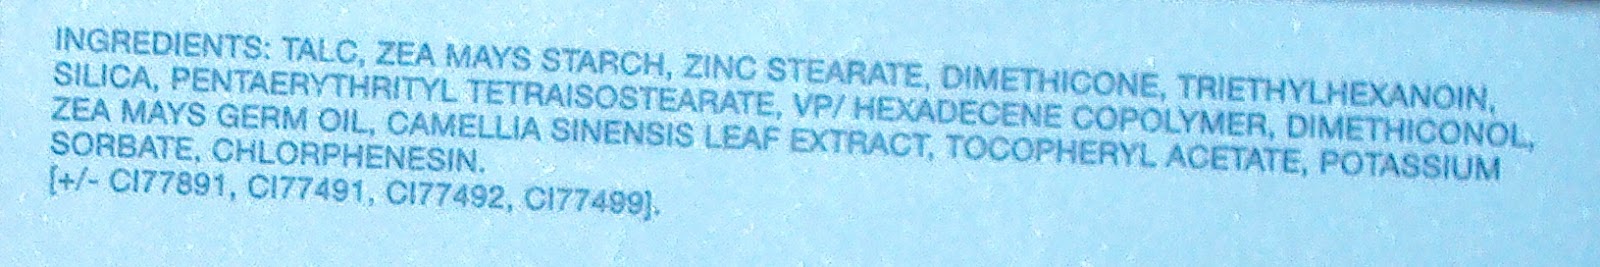 INGREDIENTS: TALC, ZEA MAYS STARCH, ZINC STEARATE, DIMETHICONE, TRIETHYLHEXANOIN,
SILICA, PENTAERYTHRITYL TETRAISOSTEARATE, VP/ HEXADECENE COPOLYMER, DIMETHICONOL,
ZEA MAYS GERM OIL, CAMELLIA SINENSIS LEAF EXTRACT, TOCOPHERYL ACETATE, POTASSIUM
SORBATE, CHLORPHENESIN.
[+/- CI77891, CI77491, CI77492, CI77499].